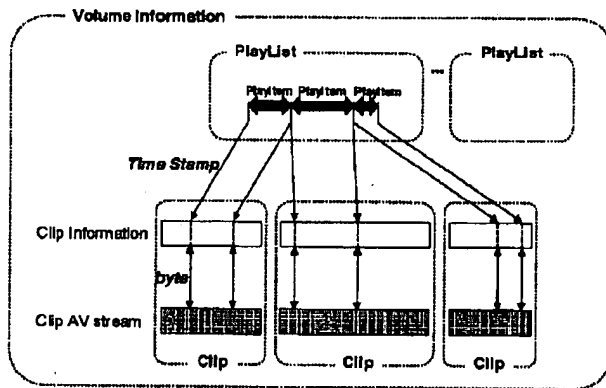 Volume Information
PlayList
... PlayList
PlayItem PlayItem PlayItem
Time Stamp
Clip Information
byte
Clip AV stream
Clip Clip Clip